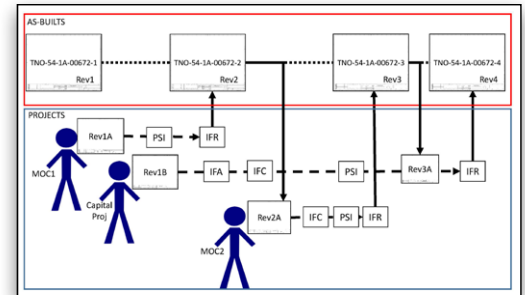 AS-BUILTS
TNO-54-1A-00672-1
Rev1
TNO-54-1A-00672-2
Rev2
TNO-54-1A-00672-3
Rev3
TNO-54-1A-00672-4
Rev4
PROJECTS
Rev1A
PSI
IFR
MOC1
Rev1B
IFA
IFC
PSI
Rev3A
IFR
Capital
Proj
Rev2A
IFC
PSI
IFR
MOC2